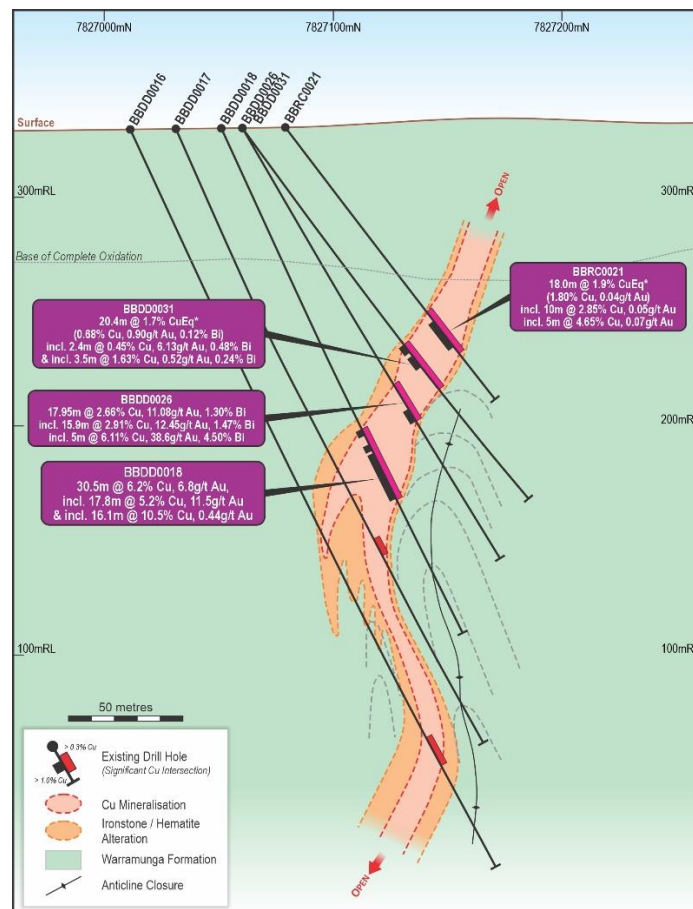 7827000mN
7827100mN
7827200mN
BBDD0016
BBDD0017
BBDD0018
BBDD0026
BBDD0031
BBRC0021
Surface
300mRL
300mRL
OPEN
Base of Complete Oxidation
BBRC0021
18.0m @ 1.9% CuEq*
(1.80% Cu, 0.04g/t Au)
incl. 10m @ 2.85% Cu, 0.05g/t Au
incl. 5m @ 4.65% Cu, 0.07g/t Au
BBDD0031
20.4m @ 1.7% CuEq*
(0.68% Cu, 0.90g/t Au, 0.12% Bi)
incl. 2.4m @ 0.45% Cu, 6.13g/t Au, 0.48% Bi
& incl. 3.5m @ 1.63% Cu, 0.52g/t Au, 0.24% Bi
BBDD0026
17.95m @ 2.66% Cu, 11.08g/t Au, 1.30% Bi
incl. 15.9m @ 2.91% Cu, 12.45g/t Au, 1.47% Bi
incl. 5m @ 6.11% Cu, 38.6g/t Au, 4.50% Bi
200mRL
BBDD0018
30.5m @ 6.2% Cu, 6.8g/t Au,
incl. 17.8m @ 5.2% Cu, 11.5g/t Au
& incl. 16.1m @ 10.5% Cu, 0.44g/t Au
100mRL
100mRL
50 metres
> 0.3% Cu
> 1.0% Cu
Existing Drill Hole
(Significant Cu Intersection)
Cu Mineralisation
Ironstone / Hematite
Alteration
Warramunga Formation
Anticline Closure
OPEN